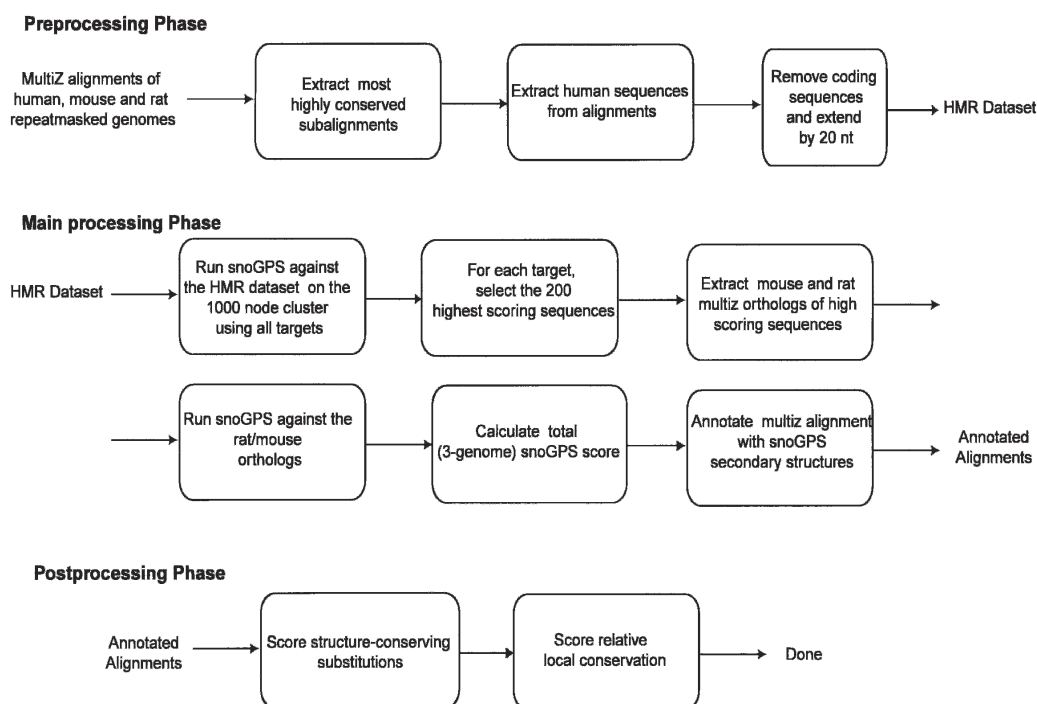 Preprocessing Phase
MultiZ alignments of
human, mouse and rat
repeatmasked genomes
Extract most
highly conserved
subalignments
Extract human sequences
from alignments
Remove coding
sequences
and extend
by 20 nt
HMR Dataset
Main processing Phase
HMR Dataset
Run snoGPS against
the HMR dataset on the
1000 node cluster
using all targets
For each target,
select the 200
highest scoring sequences
Extract mouse and rat
multiz orthologs of high
scoring sequences
Run snoGPS against the
rat/mouse
orthologs
Calculate total
(3-genome) snoGPS score
Annotate multiz alignment
with snoGPS
secondary structures
Annotated
Alignments
Postprocessing Phase
Annotated
Alignments
Score structure-conserving
substitutions
Score relative
local conservation
Done